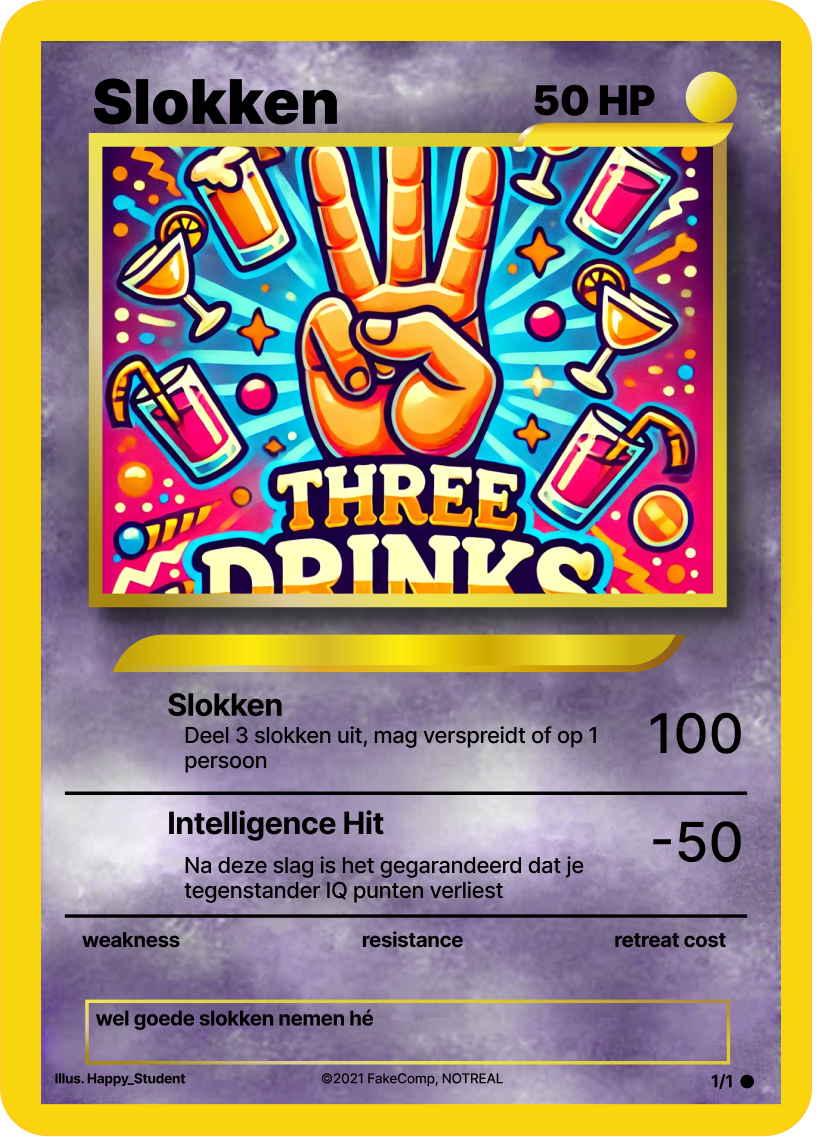 Slokken
50 HP
THREE
DRINKS
Slokken
Deel 3 slokken uit, mag verspreidt of op 1
persoon
100
Intelligence Hit
-50
Na deze slag is het gegarandeerd dat je
tegenstander IQ punten verliest
weakness resistance retreat cost
wel goede slokken nemen hé
Illus. Happy_Student ©2021 FakeComp, NOTREAL 1/1